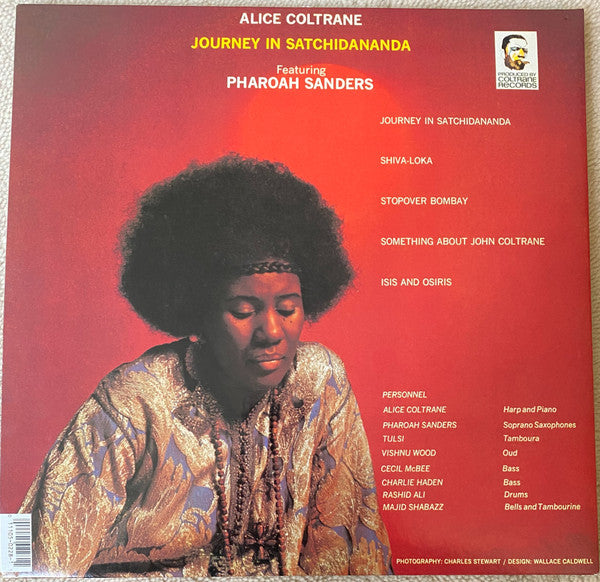 ALICE COLTRANE
JOURNEY IN SATCHIDANANDA
Featuring
PHAROAH SANDERS
PRODUCED BY
COLTRANE
RECORDS
JOURNEY IN SATCHIDANANDA
SHIVA-LOKA
STOPOVER BOMBAY
SOMETHING ABOUT JOHN COLTRANE
ISIS AND OSIRIS
PERSONNEL
ALICE COLTRANE Harp and Piano
PHAROAH SANDERS Soprano Saxophones
TULSI Tamboura
VISHNU WOOD Oud
CECIL McBEE Bass
CHARLIE HADEN Bass
RASHID ALI Drums
MAJID SHABAZZ Bells and Tambourine
PHOTOGRAPHY: CHARLES STEWART / DESIGN: WALLACE CALDWELL